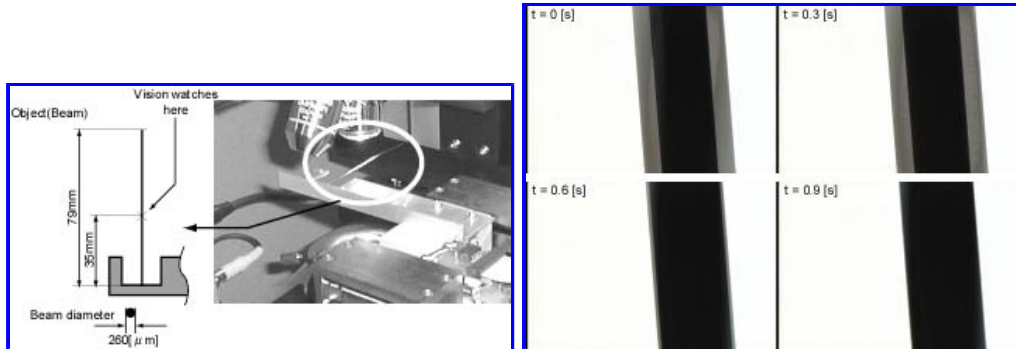 Vision watches
here
Object(Beam)
79mm
35mm
Beam diameter
260[ μm]
t = 0 [s]
t = 0.3 [s]
t = 0.6 [s]
t = 0.9 [s]